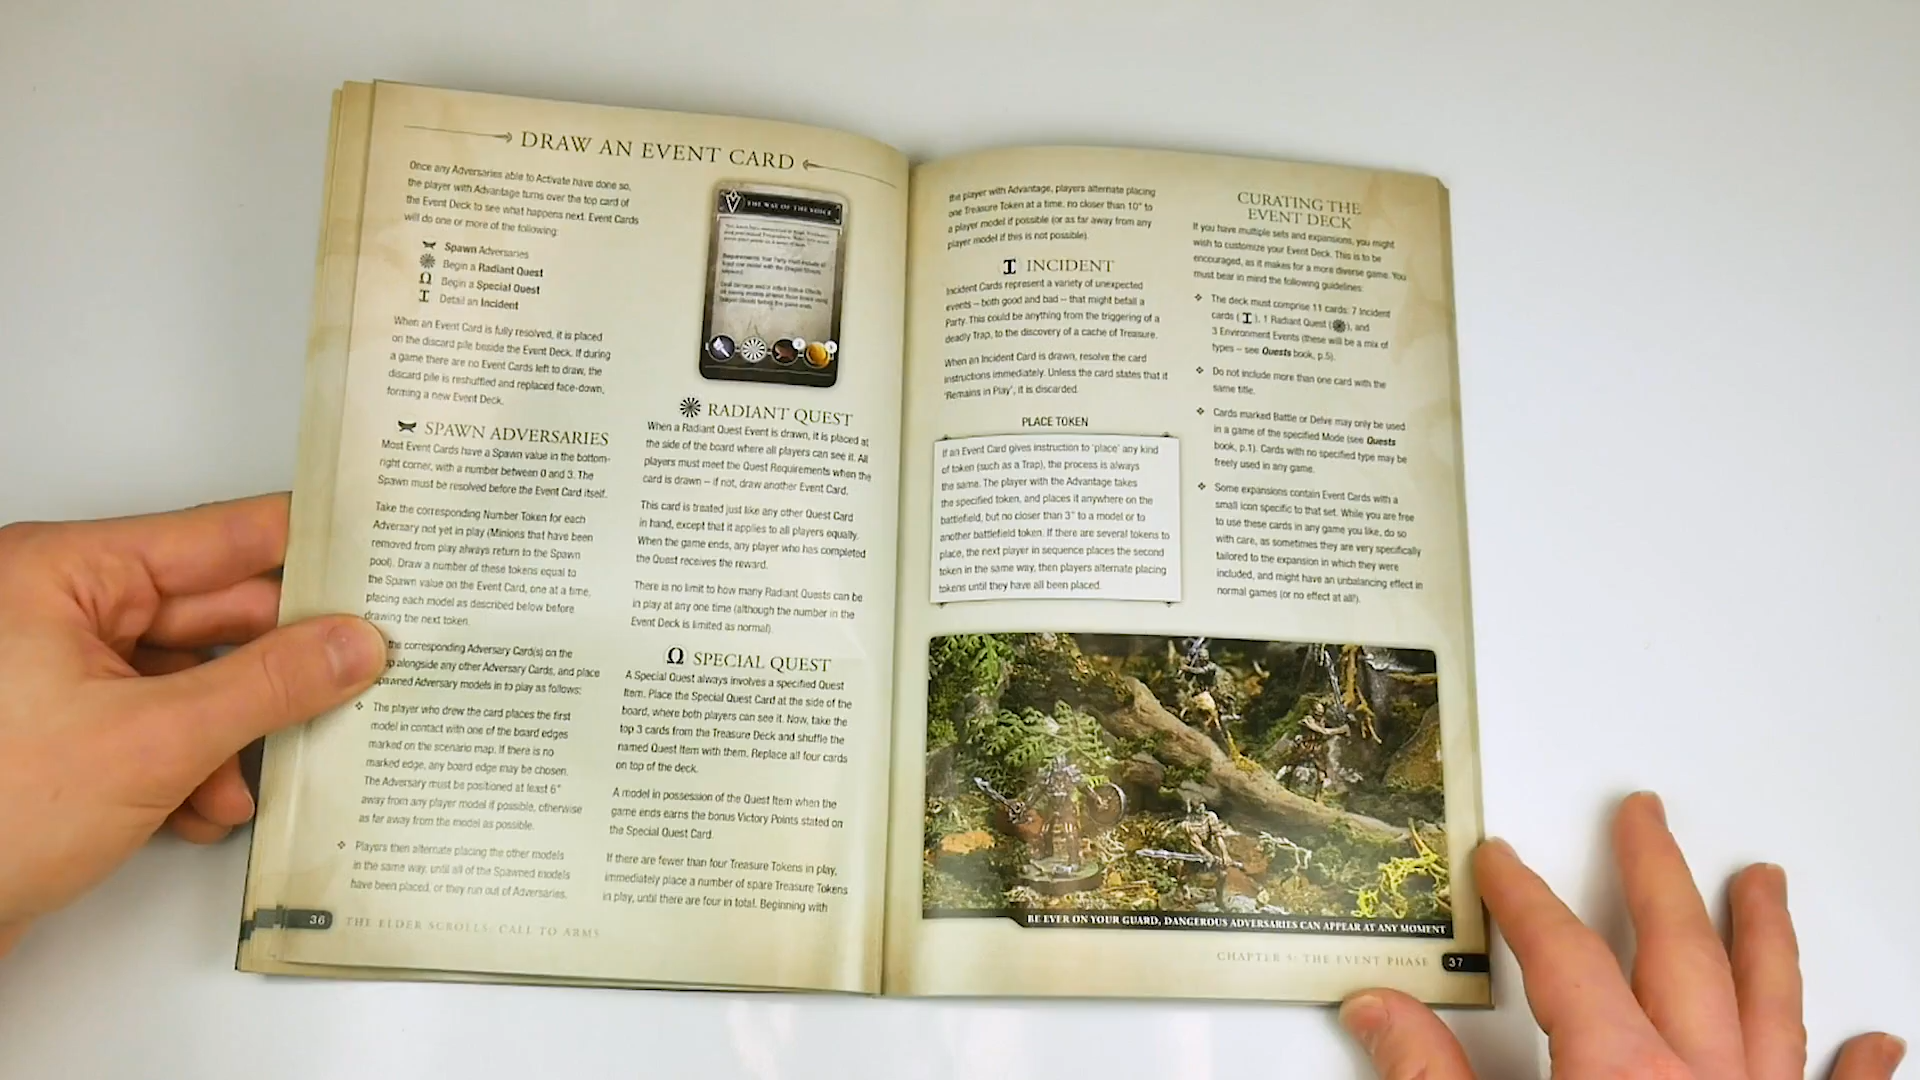 DRAW AN EVENT CARD
Once any Adversaries able to Activate have done so,
the player with Advantage turns over the top card of
the Event Deck to see what happens next. Event Cards
will do one or more of the following:
Spawn Adversaries
Begin a Radiant Quest
Begin a Special Quest
Detail an Incident
When an Event Card is fully resolved, it is placed
on the discard pile beside the Event Deck. If during
a game there are no Event Cards left to draw, the
discard pile is reshuffled and replaced face-down,
forming a new Event Deck.
SPAWN ADVERSARIES
Most Event Cards have a Spawn value in the bottom-
right corner, with a number between 0 and 3. The
Spawn must be resolved before the Event Card itself.
Take the corresponding Number Token for each
Adversary not yet in play (Minions that have been
removed from play always return to the Spawn
pool). Draw a number of these tokens equal to
the Spawn value on the Event Card, one at a time,
placing each model as described below before
drawing the next token.
the corresponding Adversary Card(s) on the
alongside any other Adversary Cards, and place
spawned Adversary models in to play as follows:
The player who drew the card places the first
model in contact with one of the board edges
marked on the scenario map. If there is no
marked edge, any board edge may be chosen.
The Adversary must be positioned at least 6"
away from any player model if possible, otherwise
as far away from the model as possible.
Players then alternate placing the other models
in the same way, until all of the Spawned models
have been placed, or they run out of Adversaries.
36
THE ELDER SCROLLS: CALL TO ARMS
THE WAY OF THE VOICE
RADIANT QUEST
When a Radiant Quest Event is drawn, it is placed at
the side of the board where all players can see it. All
players must meet the Quest Requirements when the
card is drawn – if not, draw another Event Card.
This card is treated just like any other Quest Card
in hand, except that it applies to all players equally.
When the game ends, any player who has completed
the Quest receives the reward.
There is no limit to how many Radiant Quests can be
in play at any one time (although the number in the
Event Deck is limited as normal).
Ω SPECIAL QUEST
A Special Quest always involves a specified Quest
Item. Place the Special Quest Card at the side of the
board, where both players can see it. Now, take the
top 3 cards from the Treasure Deck and shuffle the
named Quest Item with them. Replace all four cards
on top of the deck.
A model in possession of the Quest Item when the
game ends earns the bonus Victory Points stated on
the Special Quest Card.
If there are fewer than four Treasure Tokens in play,
immediately place a number of spare Treasure Tokens
in play, until there are four in total. Beginning with
the player with Advantage, players alternate placing
one Treasure Token at a time, no closer than 10" to
a player model if possible (or as far away from any
player model if this is not possible).
INCIDENT
Incident Cards represent a variety of unexpected
events – both good and bad – that might befall a
Party. This could be anything from the triggering of a
deadly Trap, to the discovery of a cache of Treasure.
When an Incident Card is drawn, resolve the card
instructions immediately. Unless the card states that it
'Remains in Play', it is discarded.
PLACE TOKEN
If an Event Card gives instruction to 'place' any kind
of token (such as a Trap), the process is always
the same. The player with the Advantage takes
the specified token, and places it anywhere on the
battlefield, but no closer than 3" to a model or to
another battlefield token. If there are several tokens to
place, the next player in sequence places the second
token in the same way, then players alternate placing
tokens until they have all been placed.
CURATING THE
EVENT DECK
If you have multiple sets and expansions, you might
wish to customize your Event Deck. This is to be
encouraged, as it makes for a more diverse game. You
must bear in mind the following guidelines:
The deck must comprise 11 cards: 7 Incident
cards ( ), 1 Radiant Quest ( ), and
3 Environment Events (these will be a mix of
types – see Quests book, p.5).
Do not include more than one card with the
same title.
Cards marked Battle or Delve may only be used
in a game of the specified Mode (see Quests
book, p.1). Cards with no specified type may be
freely used in any game.
Some expansions contain Event Cards with a
small icon specific to that set. While you are free
to use these cards in any game you like, do so
with care, as sometimes they are very specifically
tailored to the expansion in which they were
included, and might have an unbalancing effect in
normal games (or no effect at all!).
BE EVER ON YOUR GUARD, DANGEROUS ADVERSARIES CAN APPEAR AT ANY MOMENT
CHAPTER 5: THE EVENT PHASE
37